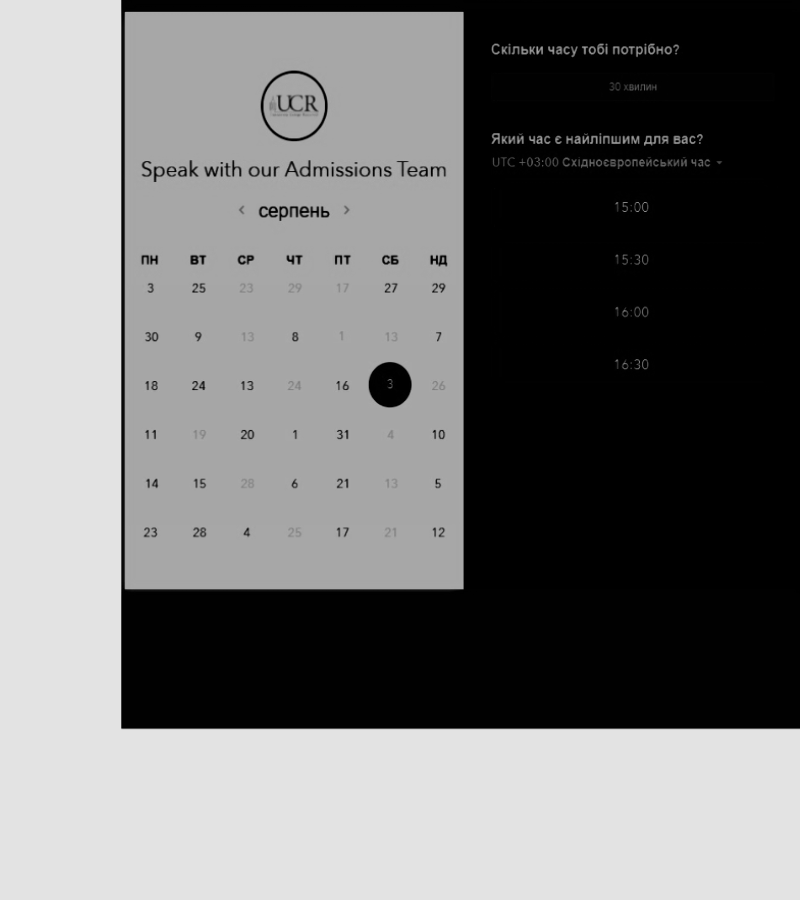 UCR
Speak with our Admissions Team
серпень
ПН ВТ СР ЧТ ПТ СБ НД
3 25 23 29 17 27 29
30 9 13 8 1 13 7
18 24 13 24 16 3 26
11 19 20 1 31 4 10
14 15 28 6 21 13 5
23 28 4 25 17 21 12
Скільки часу тобі потрібно?
30 хвилин
Який час є найліпшим для вас?
UTC +03:00 Східноєвропейський час
15:00
15:30
16:00
16:30